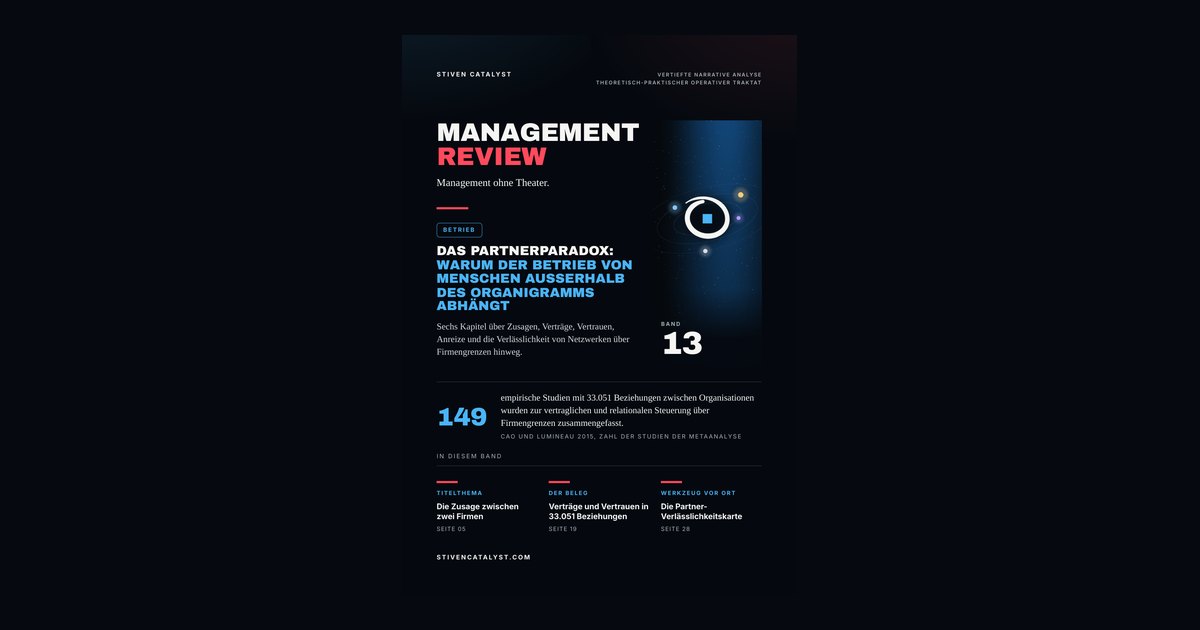 STIVEN CATALYST
VERTIEFTE NARRATIVE ANALYSE
THEORETISCH-PRAKTISCHER OPERATIVER TRAKTAT
MANAGEMENT
REVIEW
Management ohne Theater.
BETRIEB
DAS PARTNERPARADOX:
WARUM DER BETRIEB VON
MENSCHEN AUSSERHALB
DES ORGANIGRAMMS
ABHÄNGT
Sechs Kapitel über Zusagen, Verträge, Vertrauen,
Anreize und die Verlässlichkeit von Netzwerken über
Firmengrenzen hinweg.
BAND
13
149
empirische Studien mit 33.051 Beziehungen zwischen Organisationen
wurden zur vertraglichen und relationalen Steuerung über
Firmengrenzen zusammengefasst.
CAO UND LUMINEAU 2015, ZAHL DER STUDIEN DER METAANALYSE
IN DIESEM BAND
TITELTHEMA
Die Zusage zwischen
zwei Firmen
SEITE 05
DER BELEG
Verträge und Vertrauen in
33.051 Beziehungen
SEITE 19
WERKZEUG VOR ORT
Die Partner-
Verlässlichkeitskarte
SEITE 28
STIVENCATALYST.COM